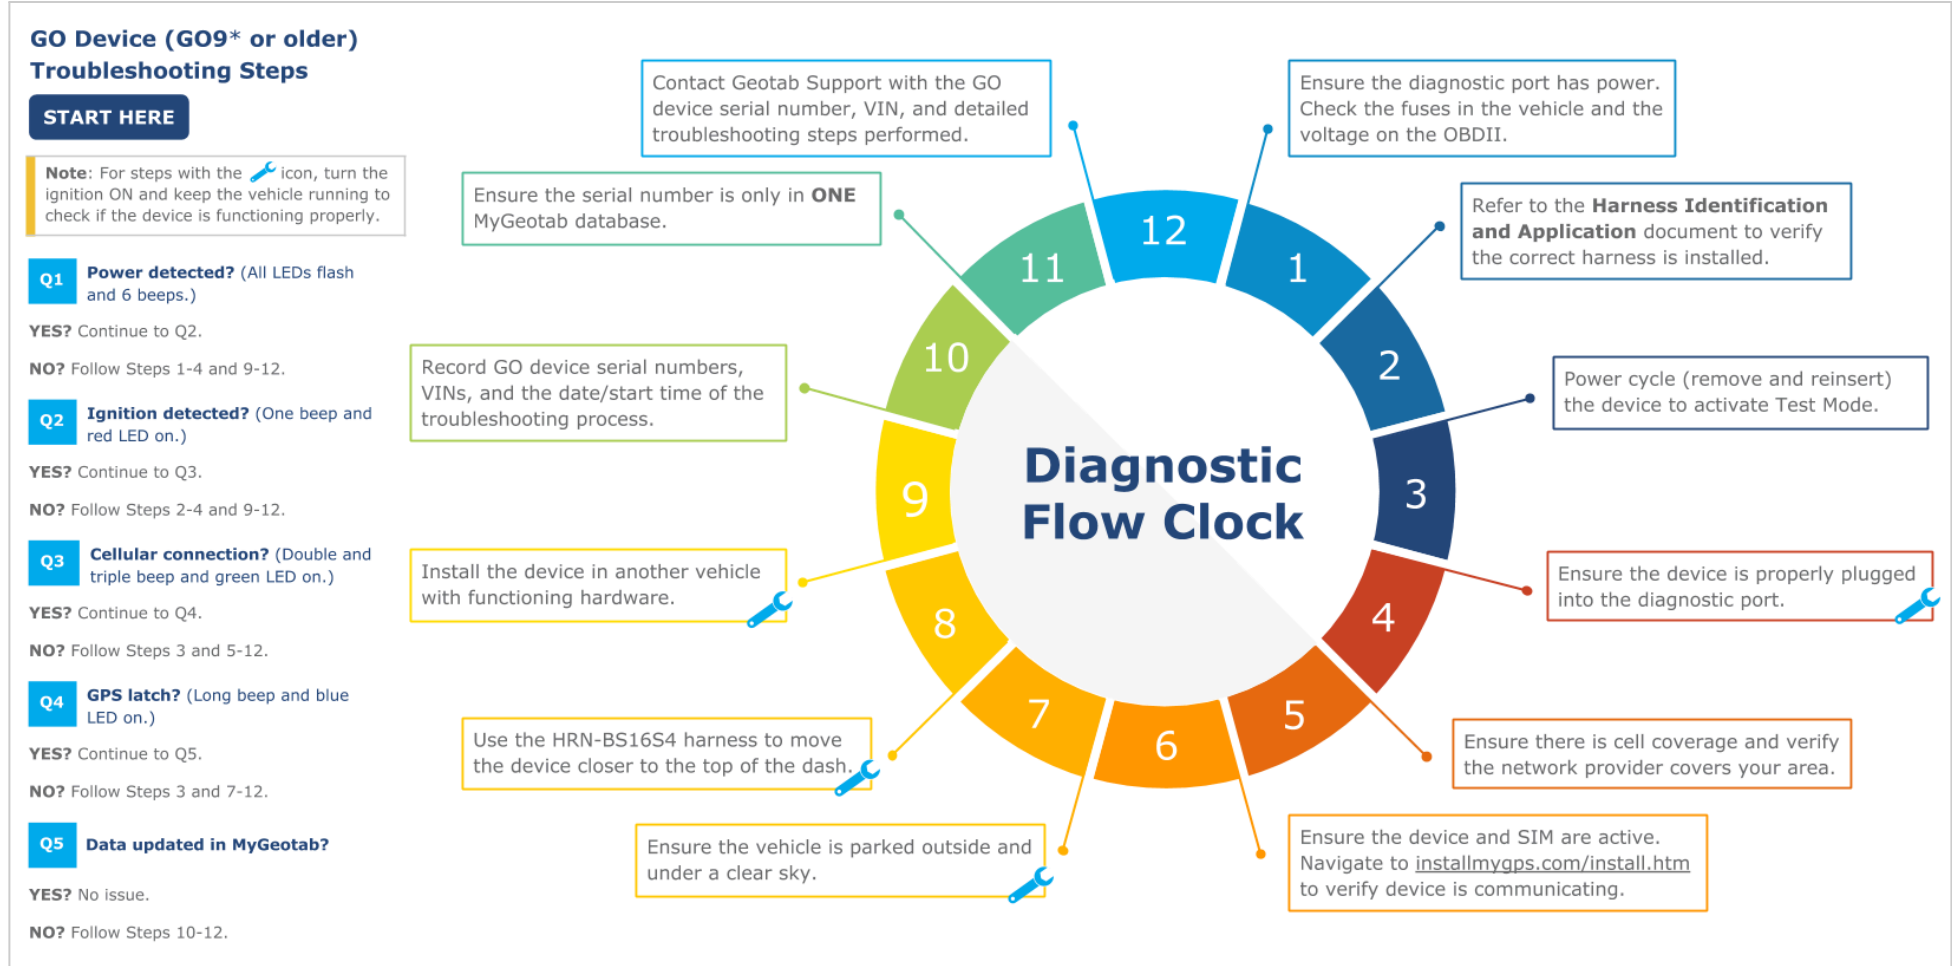 GO Device (GO9* or older)
Troubleshooting Steps
START HERE
Note: For steps with the icon, turn the
ignition ON and keep the vehicle running to
check if the device is functioning properly.
Q1
Power detected? (All LEDs flash
and 6 beeps.)
YES? Continue to Q2.
NO? Follow Steps 1-4 and 9-12.
Q2
Ignition detected? (One beep and
red LED on.)
YES? Continue to Q3.
NO? Follow Steps 2-4 and 9-12.
Q3
Cellular connection? (Double and
triple beep and green LED on.)
YES? Continue to Q4.
NO? Follow Steps 3 and 5-12.
Q4
GPS latch? (Long beep and blue
LED on.)
YES? Continue to Q5.
NO? Follow Steps 3 and 7-12.
Q5
Data updated in MyGeotab?
YES? No issue.
NO? Follow Steps 10-12.
Diagnostic
Flow Clock
12
Contact Geotab Support with the GO
device serial number, VIN, and detailed
troubleshooting steps performed.
1
Ensure the diagnostic port has power.
Check the fuses in the vehicle and the
voltage on the OBDII.
2
Refer to the Harness Identification
and Application document to verify
the correct harness is installed.
3
Power cycle (remove and reinsert)
the device to activate Test Mode.
4
Ensure the device is properly plugged
into the diagnostic port.
5
Ensure there is cell coverage and verify
the network provider covers your area.
6
Ensure the device and SIM are active.
Navigate to installmygps.com/install.htm
to verify device is communicating.
7
Ensure the vehicle is parked outside and
under a clear sky.
8
Use the HRN-BS16S4 harness to move
the device closer to the top of the dash.
9
Install the device in another vehicle
with functioning hardware.
10
Record GO device serial numbers,
VINs, and the date/start time of the
troubleshooting process.
11
Ensure the serial number is only in ONE
MyGeotab database.